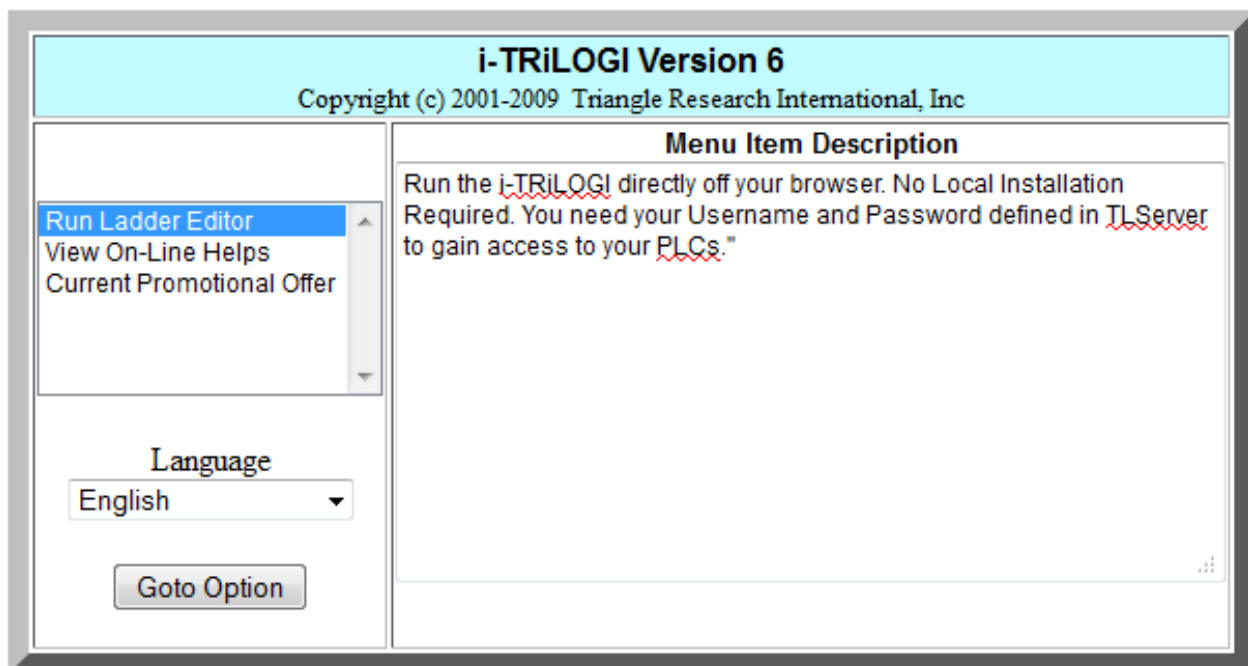 i-TRiLOGI Version 6
Copyright (c) 2001-2009 Triangle Research International, Inc
Run Ladder Editor
View On-Line Helps
Current Promotional Offer
Language
English
Goto Option
Menu Item Description
Run the i-TRiLOGI directly off your browser. No Local Installation
Required. You need your Username and Password defined in TLServer
to gain access to your PLCs."